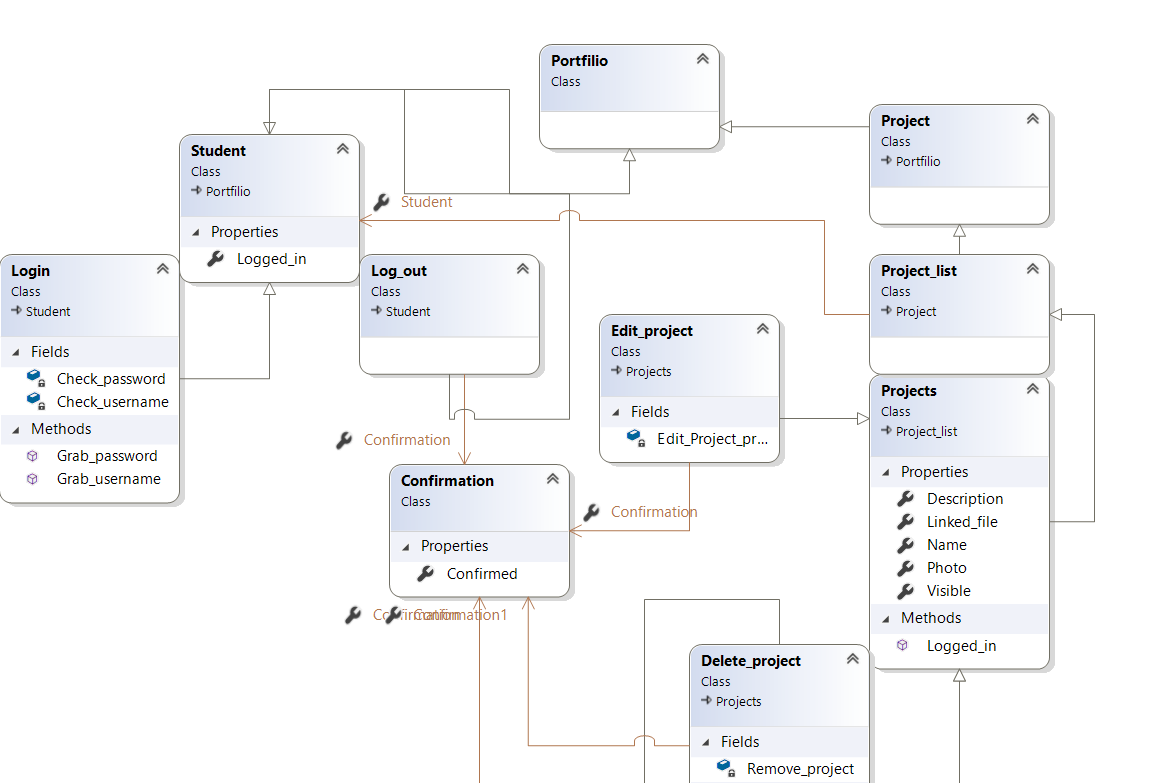 Portfilio
Class
Project
Class
Portfilio
Student
Class
Portfilio
Properties
Logged_in
Student
Login
Class
Student
Fields
Check_password
Check_username
Methods
Grab_password
Grab_username
Log_out
Class
Student
Project_list
Class
Project
Edit_project
Class
Projects
Fields
Edit_Project_pr...
Projects
Class
Project_list
Properties
Description
Linked_file
Name
Photo
Visible
Methods
Logged_in
Confirmation
Confirmation
Class
Properties
Confirmed
Confirmation
Confirmation
Confirmation1
Delete_project
Class
Projects
Fields
Remove_project